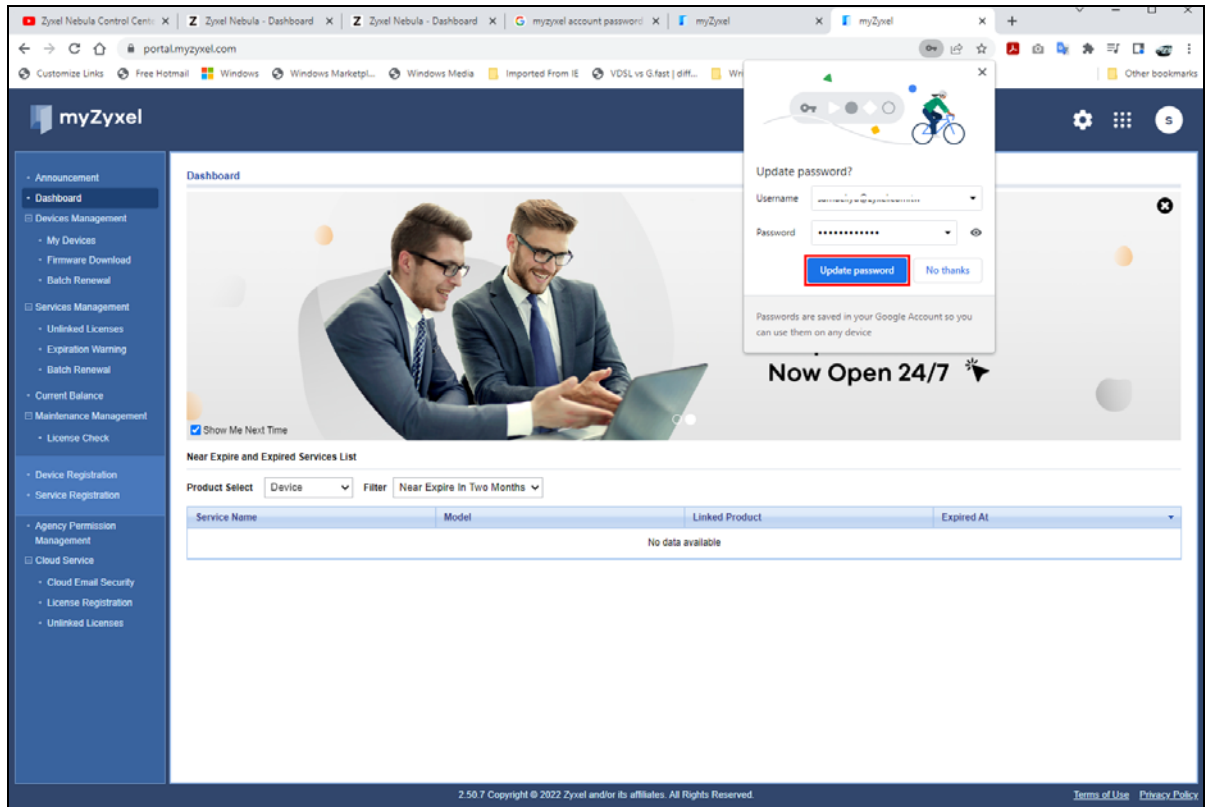 Zyxel Nebula Control Cente
Zyxel Nebula - Dashboard
Zyxel Nebula - Dashboard
myzyxel account password
myZyxel
myZyxel
portal.myzyxel.com
Customize Links
Free Hotmail
Windows
Windows Marketpl...
Windows Media
Imported From IE
VDSL vs G.fast | diff...
Wri
Other bookmarks
myZyxel
S
Announcement
Dashboard
Devices Management
My Devices
Firmware Download
Batch Renewal
Services Management
Unlinked Licenses
Expiration Warning
Batch Renewal
Current Balance
Maintenance Management
License Check
Device Registration
Service Registration
Agency Permission
Management
Cloud Service
Cloud Email Security
License Registration
Unlinked Licenses
Dashboard
Update password?
Username
Password
Update password
No thanks
Passwords are saved in your Google Account so you
can use them on any device
Now Open 24/7
Show Me Next Time
Near Expire and Expired Services List
Product Select Device Filter Near Expire In Two Months
Service Name Model Linked Product Expired At
No data available
2.50.7 Copyright © 2022 Zyxel and/or its affiliates. All Rights Reserved.
Terms of Use Privacy Policy